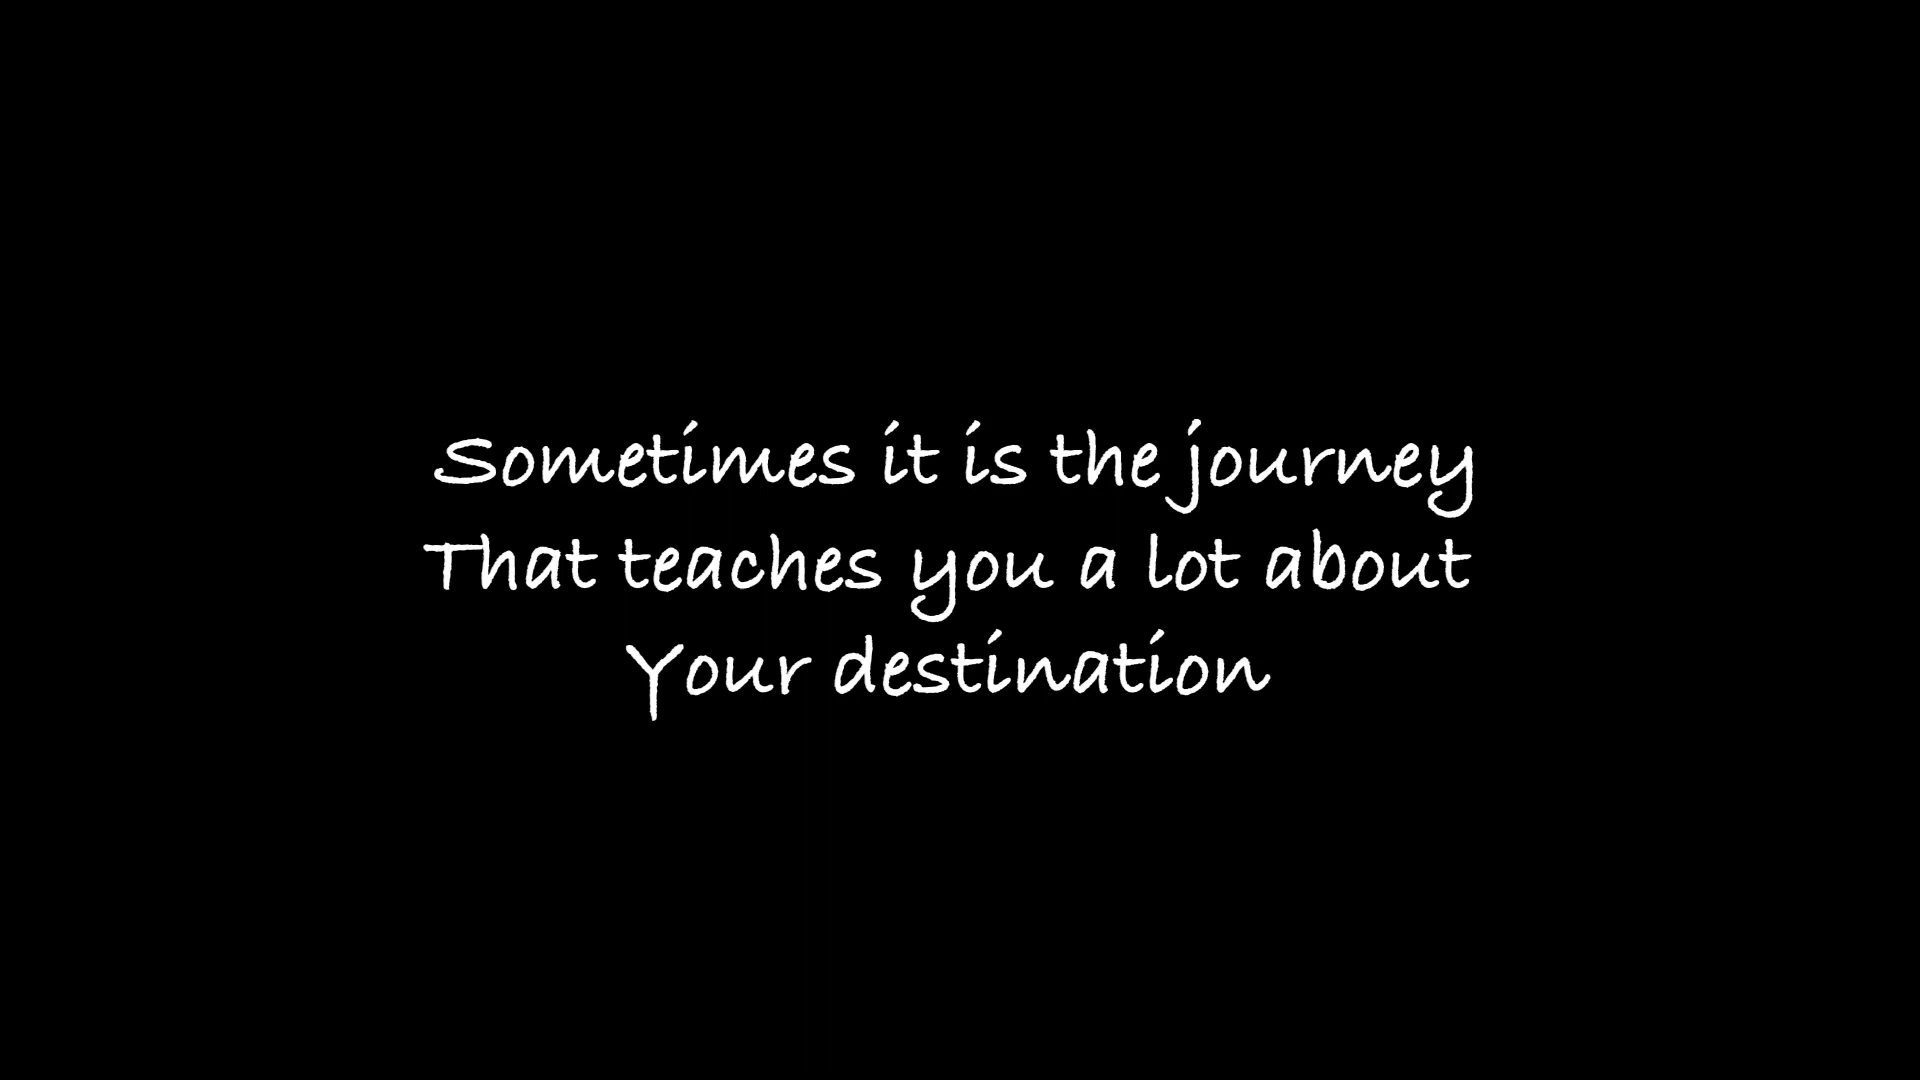 Sometimes it is the journey
That teaches you a lot about
Your destination